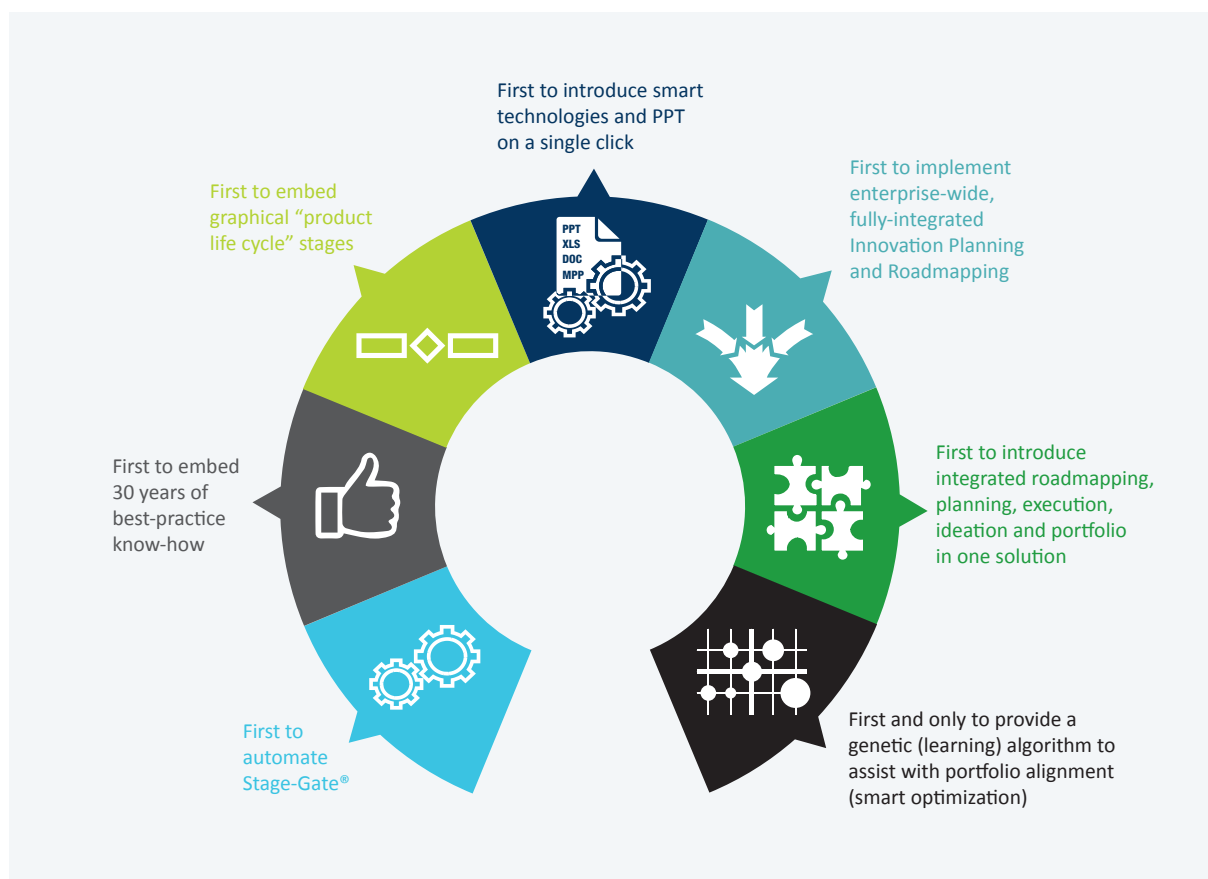 First to introduce smart
technologies and PPT
on a single click
First to implement
enterprise-wide,
fully-integrated
Innovation Planning
and Roadmapping
First to embed
graphical “product
life cycle” stages
PPT
XLS
DOC
MPP
First to embed
30 years of
best-practice
know-how
First to introduce
integrated roadmapping,
planning, execution,
ideation and portfolio
in one solution
First to
automate
Stage-Gate®
First and only to provide a
genetic (learning) algorithm to
assist with portfolio alignment
(smart optimization)